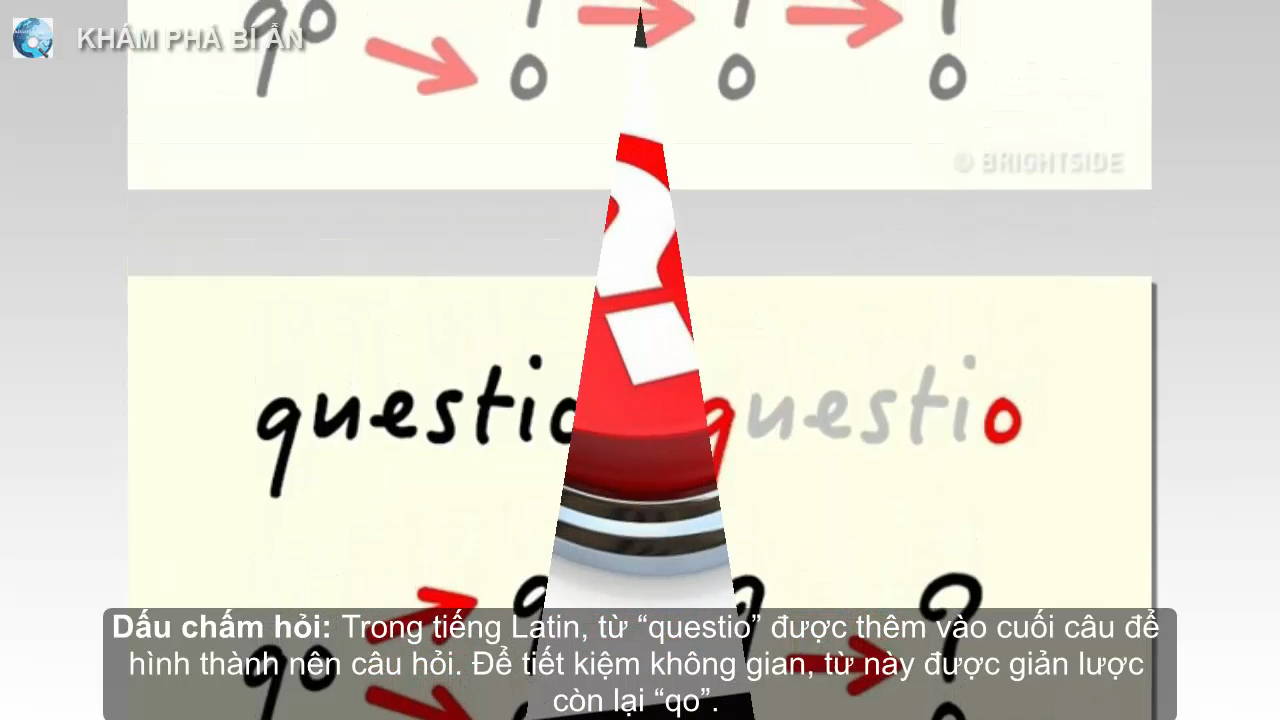 KHÁM PHÁ BÍ ẨN
qo
© BRIGHTSIDE
questio
questio
qo
Dấu chấm hỏi: Trong tiếng Latin, từ “questio” được thêm vào cuối câu để
hình thành nên câu hỏi. Để tiết kiệm không gian, từ này được giản lược
còn lại “qo”.